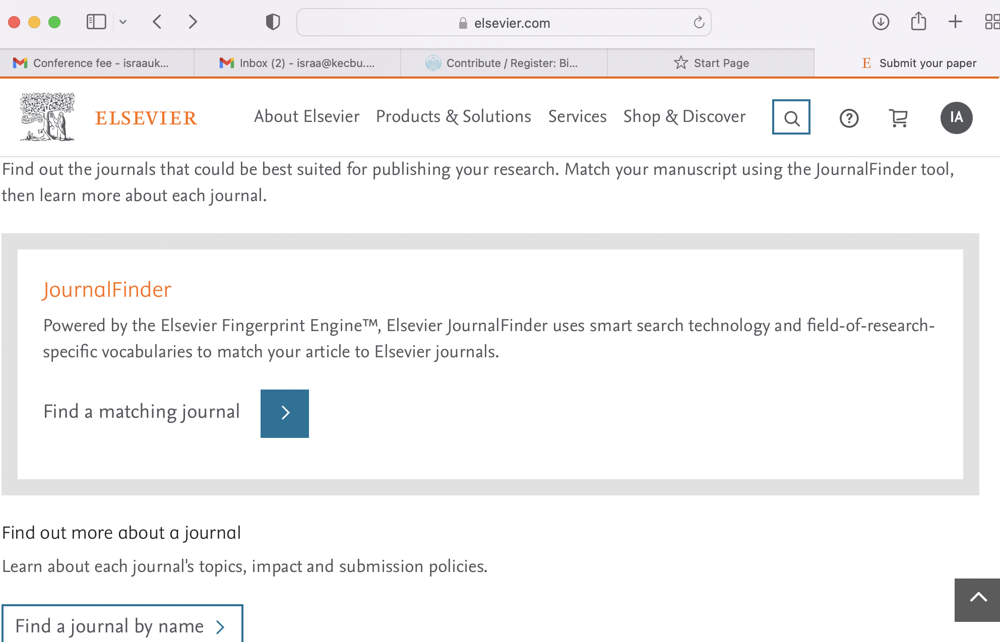 elsevier.com
Conference fee - israauk...
Inbox (2) - israa@kecbu....
Contribute / Register: Bi...
Start Page
E Submit your paper
NON SOLUS
ELSEVIER
About Elsevier
Products & Solutions
Services
Shop & Discover
?
IA
Find out the journals that could be best suited for publishing your research. Match your manuscript using the JournalFinder tool,
then learn more about each journal.
JournalFinder
Powered by the Elsevier Fingerprint Engine™, Elsevier JournalFinder uses smart search technology and field-of-research-
specific vocabularies to match your article to Elsevier journals.
Find a matching journal
Find out more about a journal
Learn about each journal's topics, impact and submission policies.
Find a journal by name